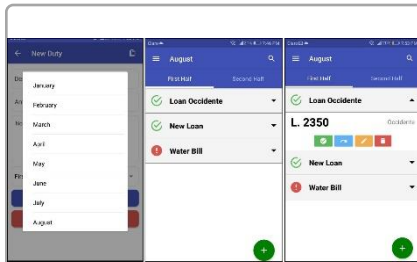 New Duty
January
February
March
April
May
June
July
August
August
First Half Second Half
Loan Occidente
New Loan
Water Bill
August
First Half Second Half
Loan Occidente
L. 2350 Occidente
New Loan
Water Bill